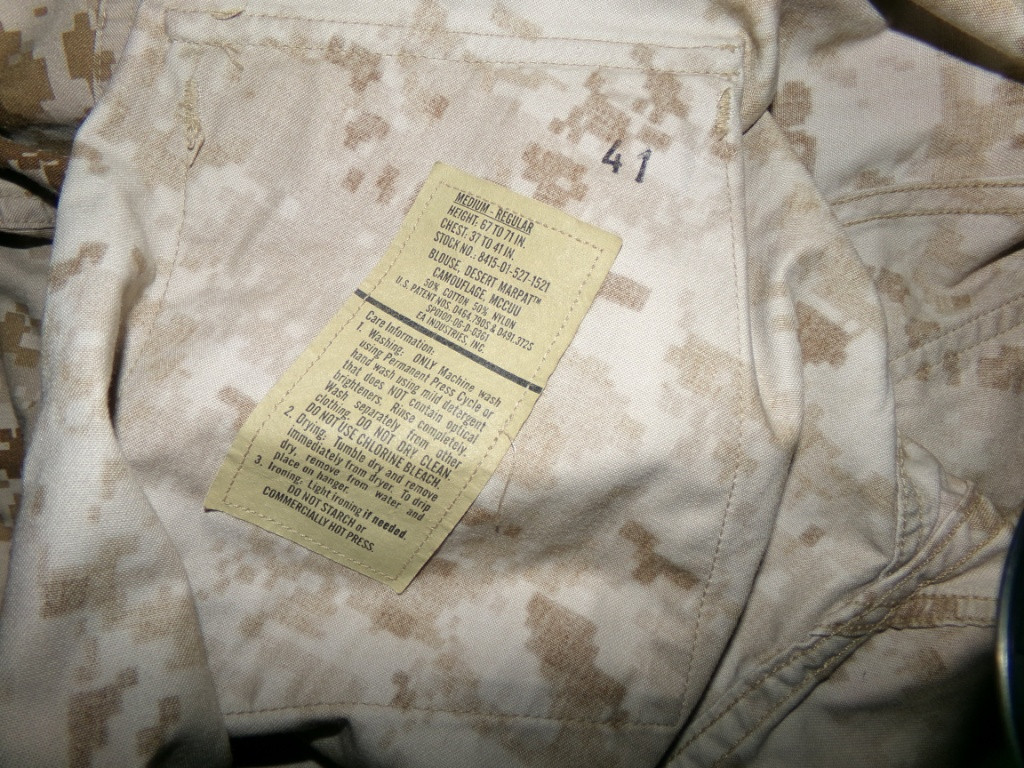 41
MEDIUM - REGULAR
HEIGHT: 67 TO 71 IN.
CHEST: 37 TO 41 IN.
STOCK NO.: 8415-01-527-1521
BLOUSE, DESERT MARPAT™
CAMOUFLAGE, MCCUU
50% COTTON 50% NYLON
U.S. PATENT NOS. D464,790S & D491,372S
SPO100-06-D-0361
EA INDUSTRIES, INC.
Care Information:
1. Washing: ONLY Machine wash
using Permanent Press Cycle or
hand wash using mild detergent
that does NOT contain optical
brighteners. Rinse completely.
Wash separately from other
clothing. DO NOT DRY CLEAN.
DO NOT USE CHLORINE BLEACH.
2. Drying: Tumble dry and remove
immediately from dryer. To drip
dry, remove from water and
place on hanger.
3. Ironing: Light ironing if needed.
DO NOT STARCH or
COMMERCIALLY HOT PRESS.